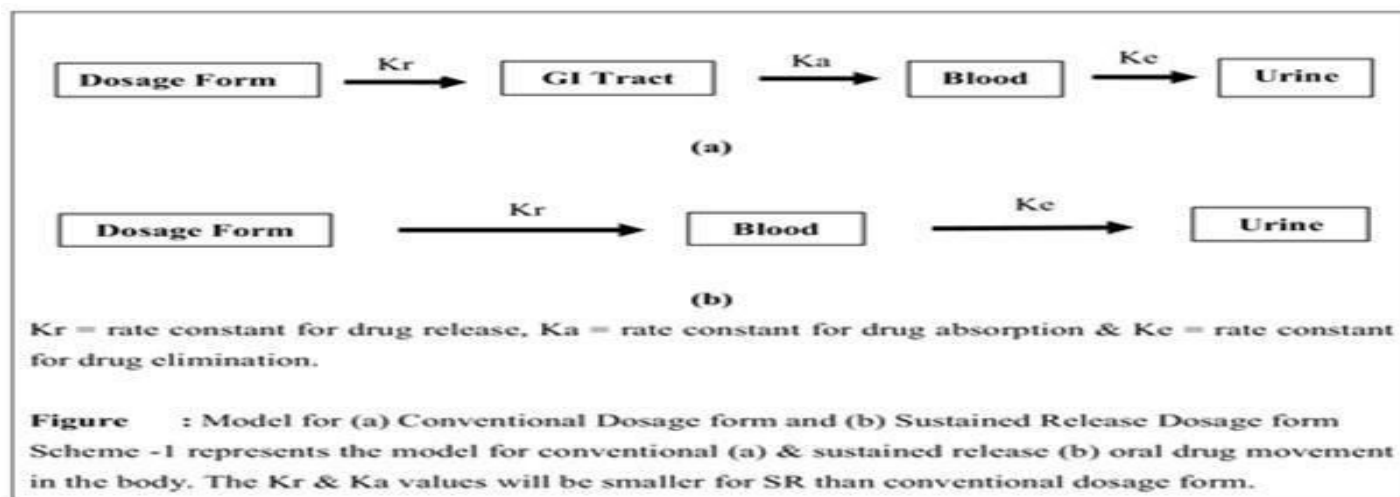 Kr Ka Ke
Dosage Form GI Tract Blood Urine
(a)
Kr Ke
Dosage Form Blood Urine
(b)
Kr = rate constant for drug release, Ka = rate constant for drug absorption & Ke = rate constant
for drug elimination.
Figure : Model for (a) Conventional Dosage form and (b) Sustained Release Dosage form
Scheme -1 represents the model for conventional (a) & sustained release (b) oral drug movement
in the body. The Kr & Ka values will be smaller for SR than conventional dosage form.